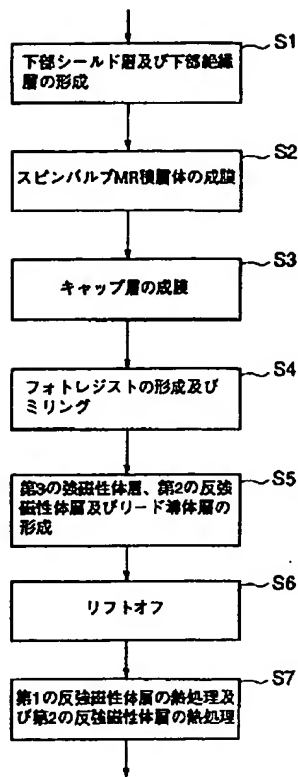 S1
下部シールド層及び下部絶縁
層の形成
S2
スピンバルブMR積層体の成膜
S3
キャップ層の成膜
S4
フォトレジストの形成及び
ミリング
S5
第3の強磁性体層、第2の反強
磁性体層及びリード導体層の
形成
S6
リフトオフ
S7
第1の反強磁性体層の熱処理及
び第2の反強磁性体層の熱処理